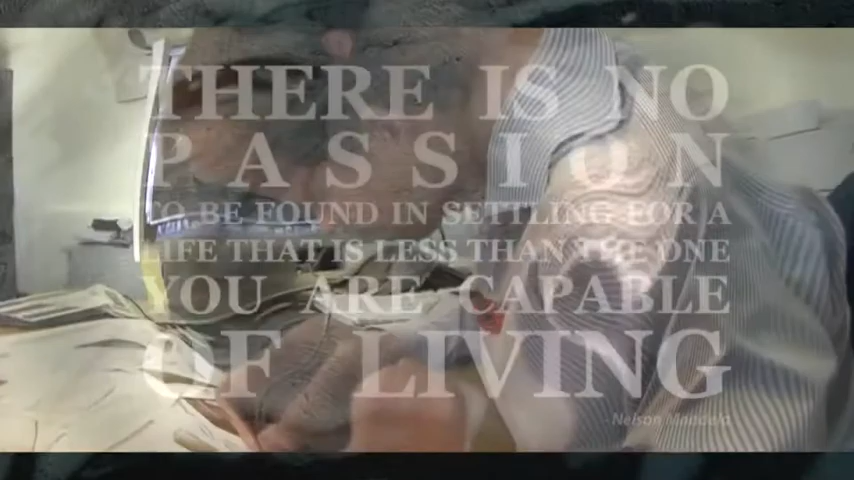 THERE IS NO
PASSION
TO BE FOUND IN SETTLING FOR A
LIFE THAT IS LESS THAN THE ONE
YOU ARE CAPABLE
OF LIVING
Nelson Mandela